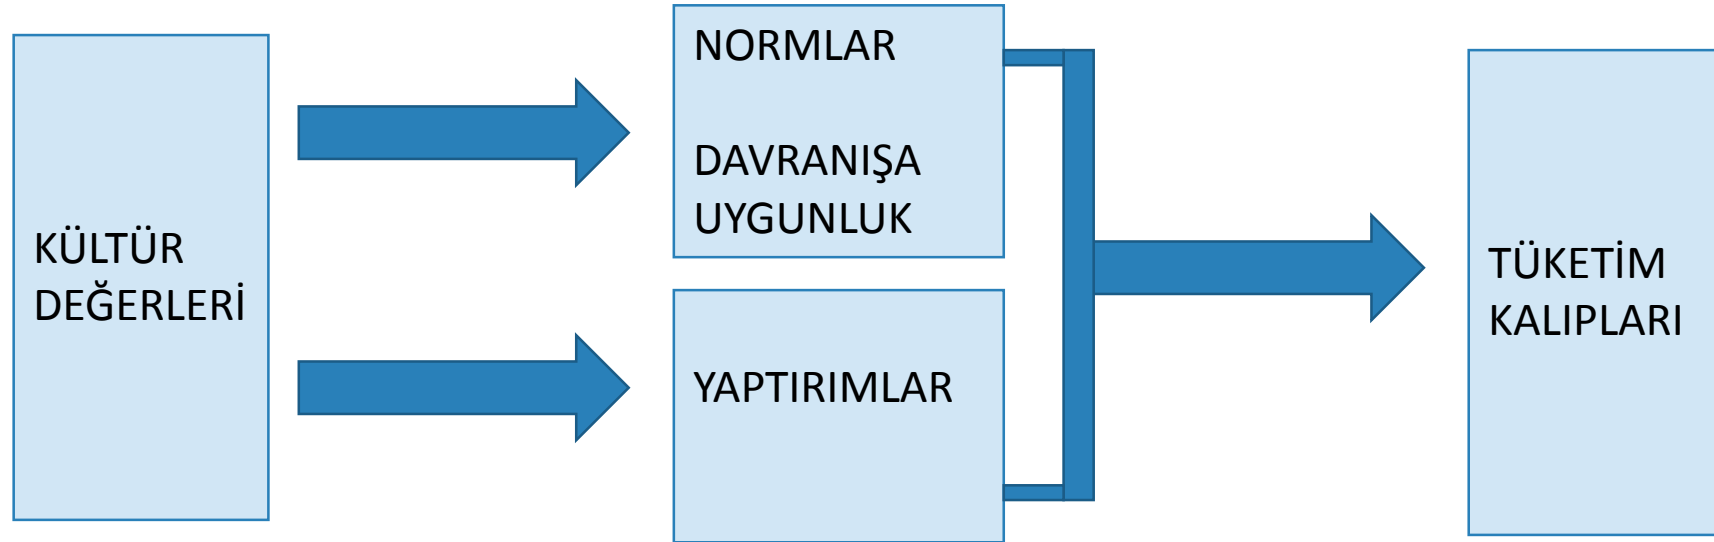 KÜLTÜR
DEĞERLERİ
NORMLAR
DAVRANIŞA
UYGUNLUK
YAPTIRIMLAR
TÜKETİM
KALIPLARI